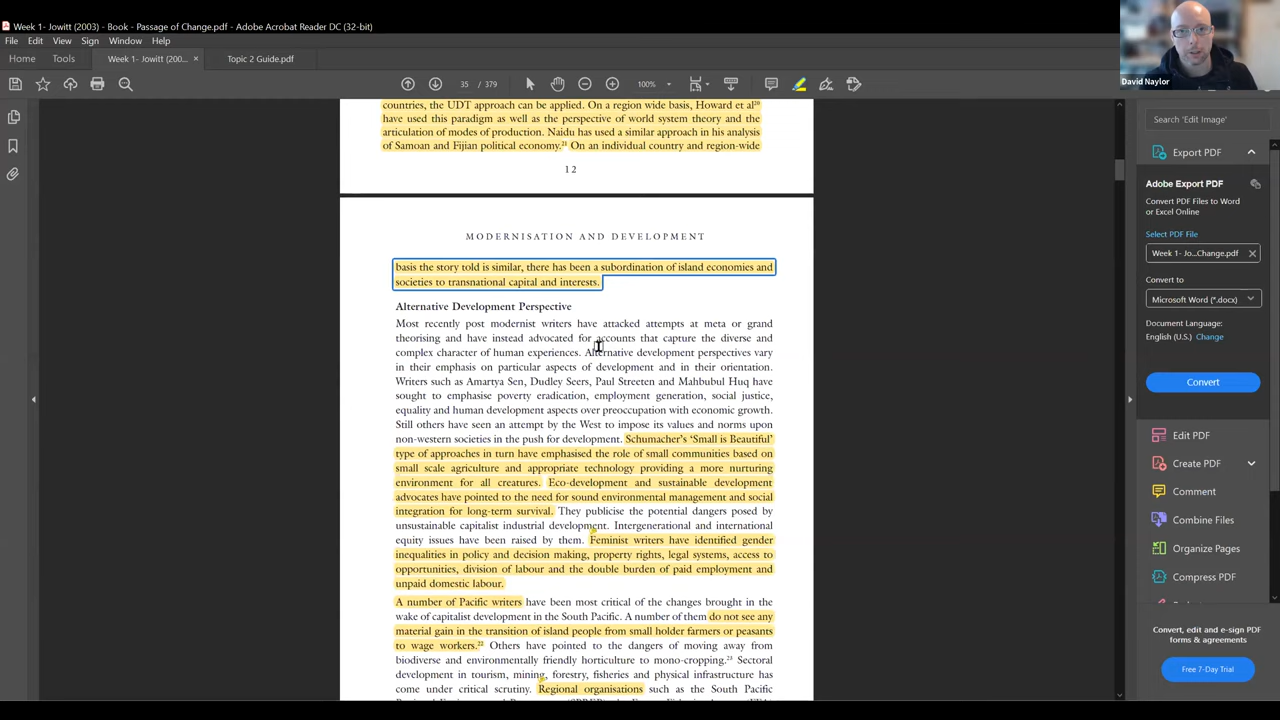 Week 1- Jowitt (2003) - Book - Passage of Change.pdf - Adobe Acrobat Reader DC (32-bit)
File Edit View Sign Window Help
Home Tools Week 1- Jowitt (200... × Topic 2 Guide.pdf
35 / 379 100%
countries, the UDT approach can be applied. On a region wide basis, Howard et al20
have used this paradigm as well as the perspective of world system theory and the
articulation of modes of production. Naidu has used a similar approach in his analysis
of Samoan and Fijian political economy.21 On an individual country and region-wide
12
MODERNISATION AND DEVELOPMENT
basis the story told is similar, there has been a subordination of island economies and
societies to transnational capital and interests.
Alternative Development Perspective
Most recently post modernist writers have attacked attempts at meta or grand
theorising and have instead advocated for accounts that capture the diverse and
complex character of human experiences. Alternative development perspectives vary
in their emphasis on particular aspects of development and in their orientation.
Writers such as Amartya Sen, Dudley Seers, Paul Streeten and Mahbubul Huq have
sought to emphasise poverty eradication, employment generation, social justice,
equality and human development aspects over preoccupation with economic growth.
Still others have seen an attempt by the West to impose its values and norms upon
non-western societies in the push for development. Schumacher's 'Small is Beautiful'
type of approaches in turn have emphasised the role of small communities based on
small scale agriculture and appropriate technology providing a more nurturing
environment for all creatures. Eco-development and sustainable development
advocates have pointed to the need for sound environmental management and social
integration for long-term survival. They publicise the potential dangers posed by
unsustainable capitalist industrial development. Intergenerational and international
equity issues have been raised by them. Feminist writers have identified gender
inequalities in policy and decision making, property rights, legal systems, access to
opportunities, division of labour and the double burden of paid employment and
unpaid domestic labour.
A number of Pacific writers have been most critical of the changes brought in the
wake of capitalist development in the South Pacific. A number of them do not see any
material gain in the transition of island people from small holder farmers or peasants
to wage workers.22 Others have pointed to the dangers of moving away from
biodiverse and environmentally friendly horticulture to mono-cropping.23 Sectoral
development in tourism, mining, forestry, fisheries and physical infrastructure has
come under critical scrutiny. Regional organisations such as the South Pacific
David Naylor
Search 'Edit Image'
Export PDF
Adobe Export PDF
Convert PDF Files to Word
or Excel Online
Select PDF File
Week 1- Jo...Change.pdf
Convert to
Microsoft Word (*.docx)
Document Language:
English (U.S.) Change
Convert
Edit PDF
Create PDF
Comment
Combine Files
Organize Pages
Compress PDF
Convert, edit and e-sign PDF
forms & agreements
Free 7-Day Trial